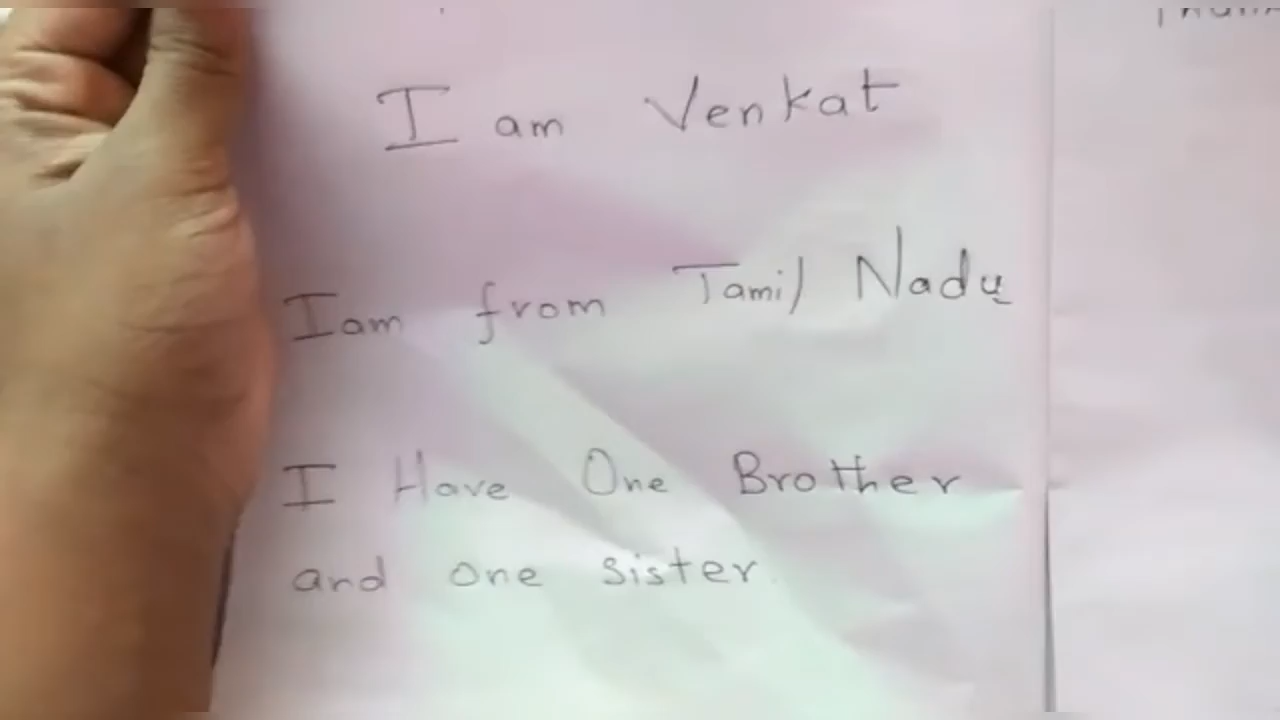 I am Venkat
Iam from Tamil Nadu
I Have One Brother
and one sister